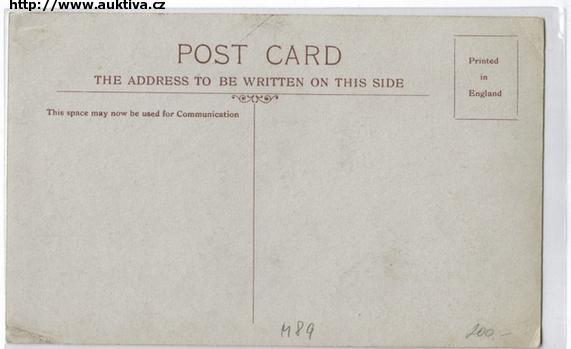 http://www.auktiva.cz
POST CARD
THE ADDRESS TO BE WRITTEN ON THIS SIDE
Printed
in
England
This space may now be used for Communication
M89
200.-